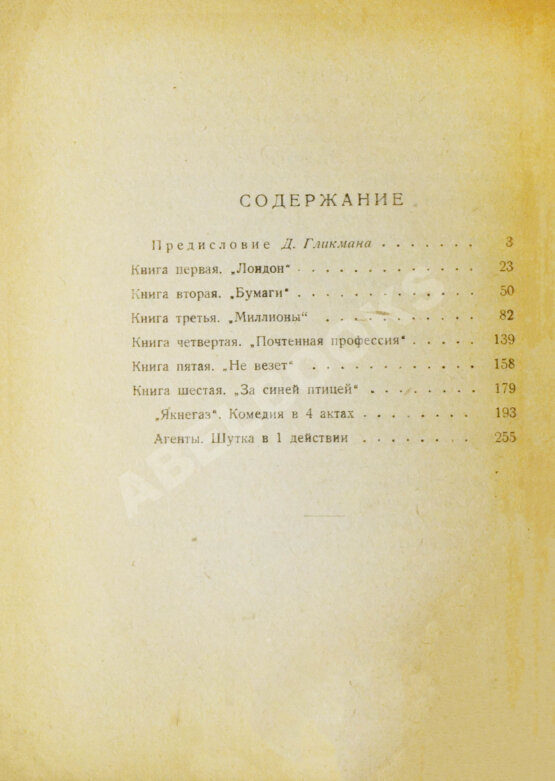 СОДЕРЖАНИЕ
Предисловие Д. Гликмана . . . . . . . 3
Книга первая. „Лондон“ . . . . . . . . . . . 23
Книга вторая. „Бумаги“ . . . . . . . . . . . 50
Книга третья. „Миллионы“ . . . . . . . . . . 82
Книга четвертая. „Почтенная профессия“ . . . . . 139
Книга пятая. „Не везет“ . . . . . . . . . . . 158
Книга шестая. „За синей птицей“ . . . . . . . 179
„Якнегаз“. Комедия в 4 актах . . . . . . . . 193
Агенты. Шутка в 1 действии . . . . . . . . 255